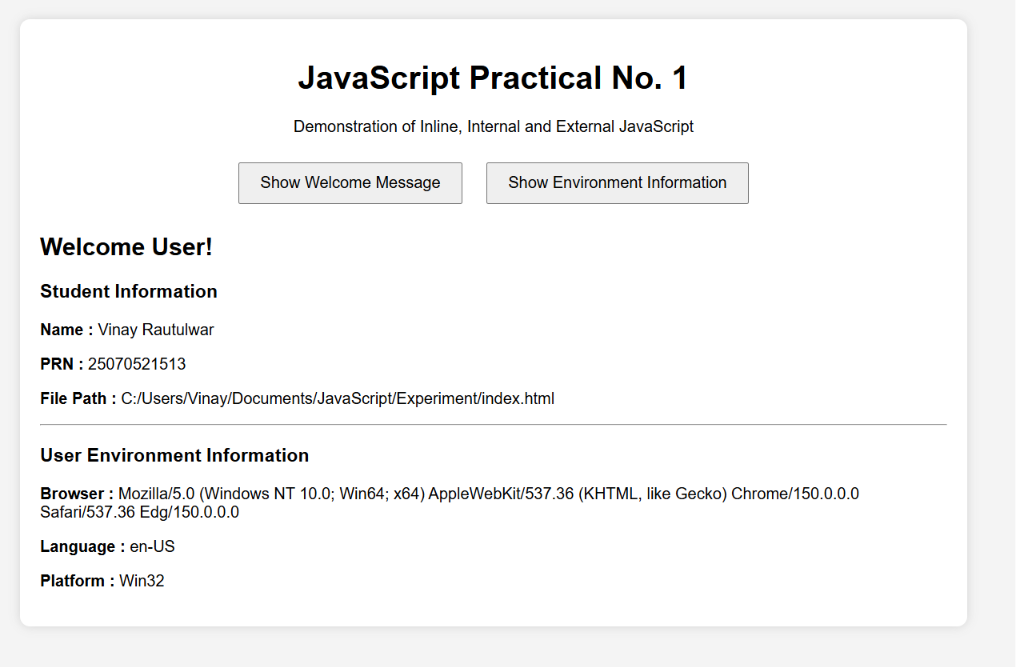 JavaScript Practical No. 1
Demonstration of Inline, Internal and External JavaScript
Show Welcome Message
Show Environment Information
Welcome User!
Student Information
Name : Vinay Rautulwar
PRN : 25070521513
File Path : C:/Users/Vinay/Documents/JavaScript/Experiment/index.html
User Environment Information
Browser : Mozilla/5.0 (Windows NT 10.0; Win64; x64) AppleWebKit/537.36 (KHTML, like Gecko) Chrome/150.0.0.0
Safari/537.36 Edg/150.0.0.0
Language : en-US
Platform : Win32